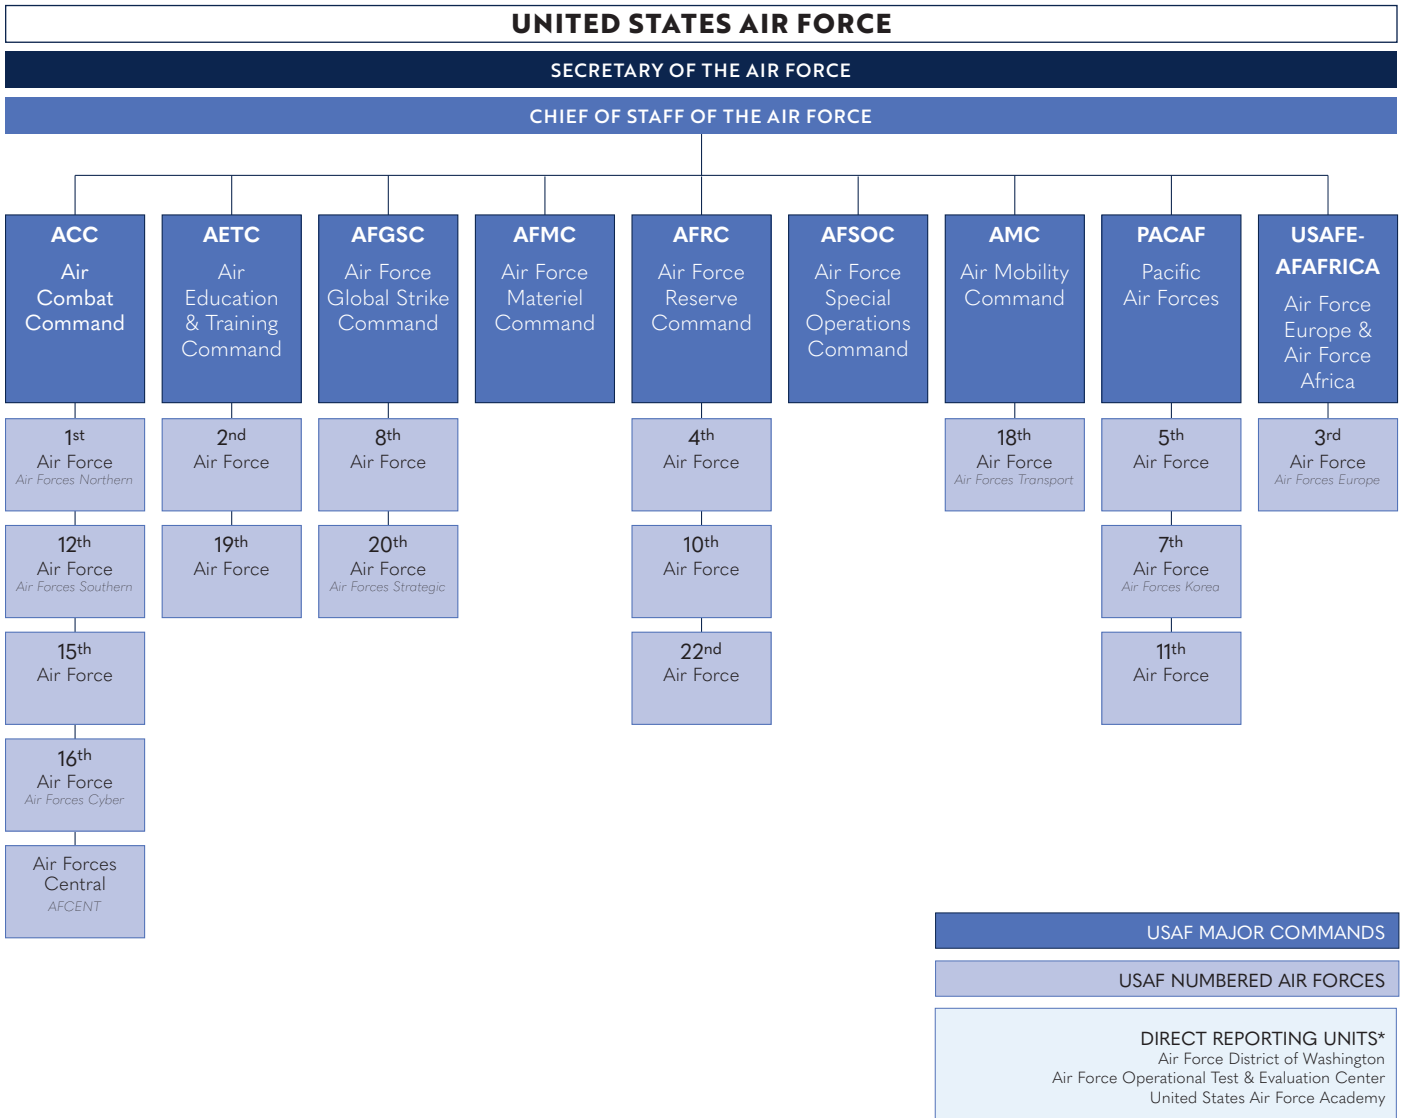 UNITED STATES AIR FORCE
SECRETARY OF THE AIR FORCE
CHIEF OF STAFF OF THE AIR FORCE
ACC
Air
Combat
Command
AETC
Air
Education
& Training
Command
AFGSC
Air Force
Global Strike
Command
AFMC
Air Force
Materiel
Command
AFRC
Air Force
Reserve
Command
AFSOC
Air Force
Special
Operations
Command
AMC
Air Mobility
Command
PACAF
Pacific
Air Forces
USAFE-
AFAFRICA
Air Force
Europe &
Air Force
Africa
1st
Air Force
Air Forces Northern
12th
Air Force
Air Forces Southern
15th
Air Force
16th
Air Force
Air Forces Cyber
Air Forces
Central
AFCENT
2nd
Air Force
19th
Air Force
8th
Air Force
20th
Air Force
Air Forces Strategic
4th
Air Force
10th
Air Force
22nd
Air Force
18th
Air Force
Air Forces Transport
5th
Air Force
7th
Air Force
Air Forces Korea
11th
Air Force
3rd
Air Force
Air Forces Europe
USAF MAJOR COMMANDS
USAF NUMBERED AIR FORCES
DIRECT REPORTING UNITS*
Air Force District of Washington
Air Force Operational Test & Evaluation Center
United States Air Force Academy